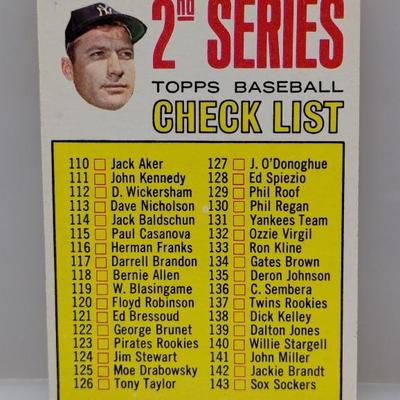 2nd SERIES
TOPPS BASEBALL
CHECK LIST
110 Jack Aker
111 John Kennedy
112 D. Wickersham
113 Dave Nicholson
114 Jack Baldschun
115 Paul Casanova
116 Herman Franks
117 Darrell Brandon
118 Bernie Allen
119 W. Blasingame
120 Floyd Robinson
121 Ed Bressoud
122 George Brunet
123 Pirates Rookies
124 Jim Stewart
125 Moe Drabowsky
126 Tony Taylor
127 J. O'Donoghue
128 Ed Spiezio
129 Phil Roof
130 Phil Regan
131 Yankees Team
132 Ozzie Virgil
133 Ron Kline
134 Gates Brown
135 Deron Johnson
136 C. Sembera
137 Twins Rookies
138 Dick Kelley
139 Dalton Jones
140 Willie Stargell
141 John Miller
142 Jackie Brandt
143 Sox Sockers